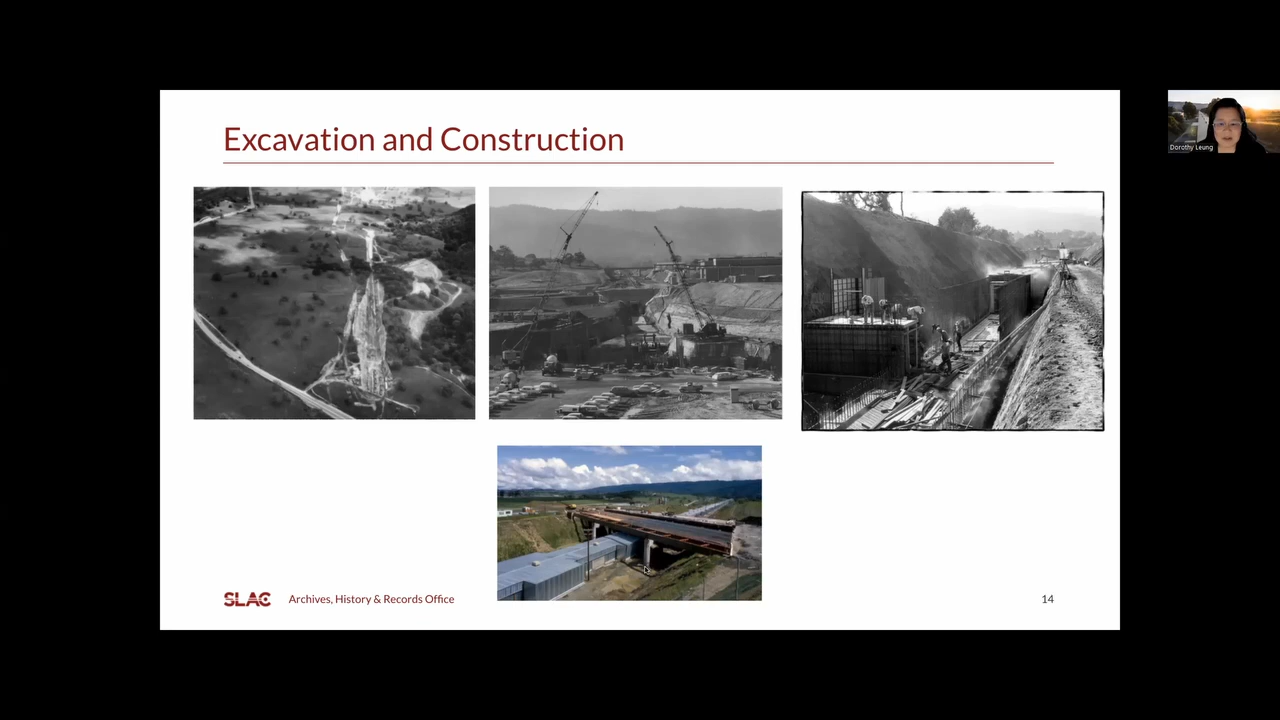 Excavation and Construction
Dorothy Leung
SLAC
Archives, History & Records Office
14